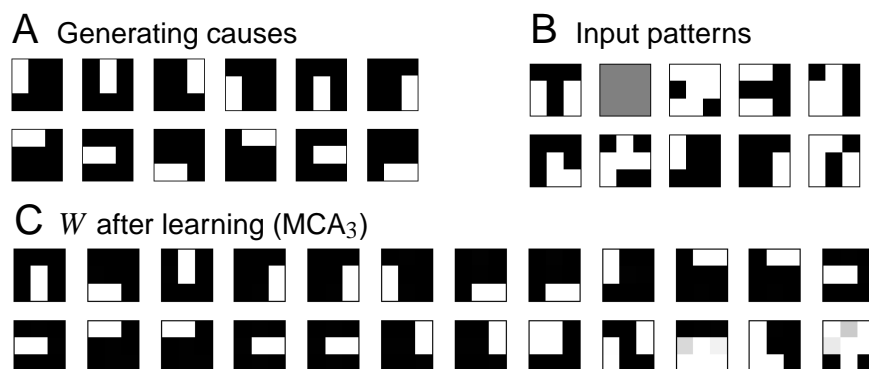 A Generating causes
B Input patterns
C W after learning (MCA₃)